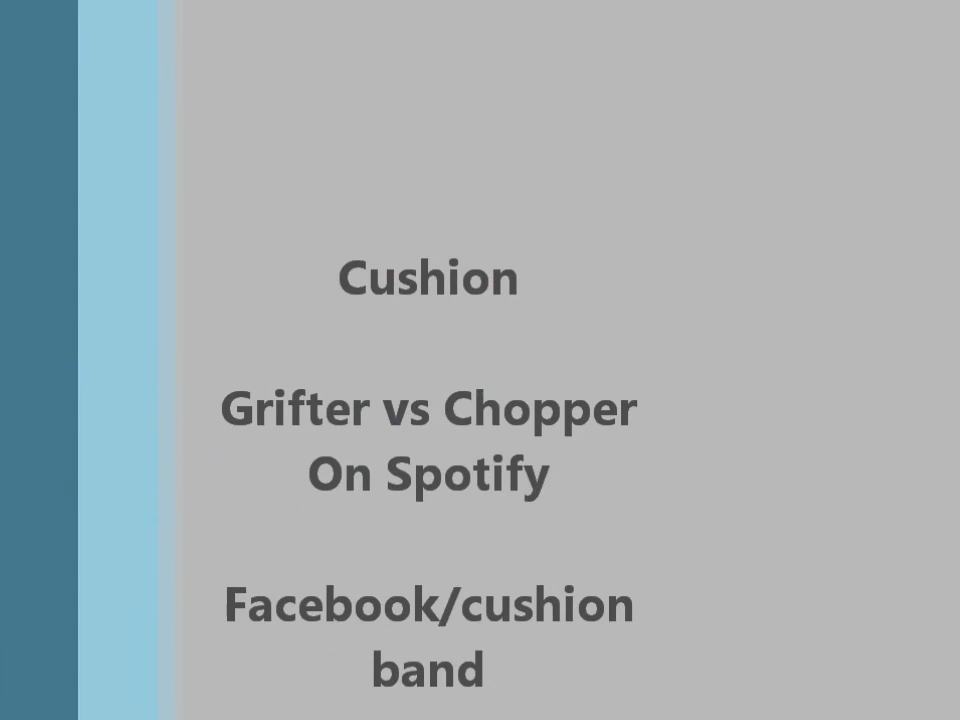 Cushion
Grifter vs Chopper
On Spotify
Facebook/cushion
band